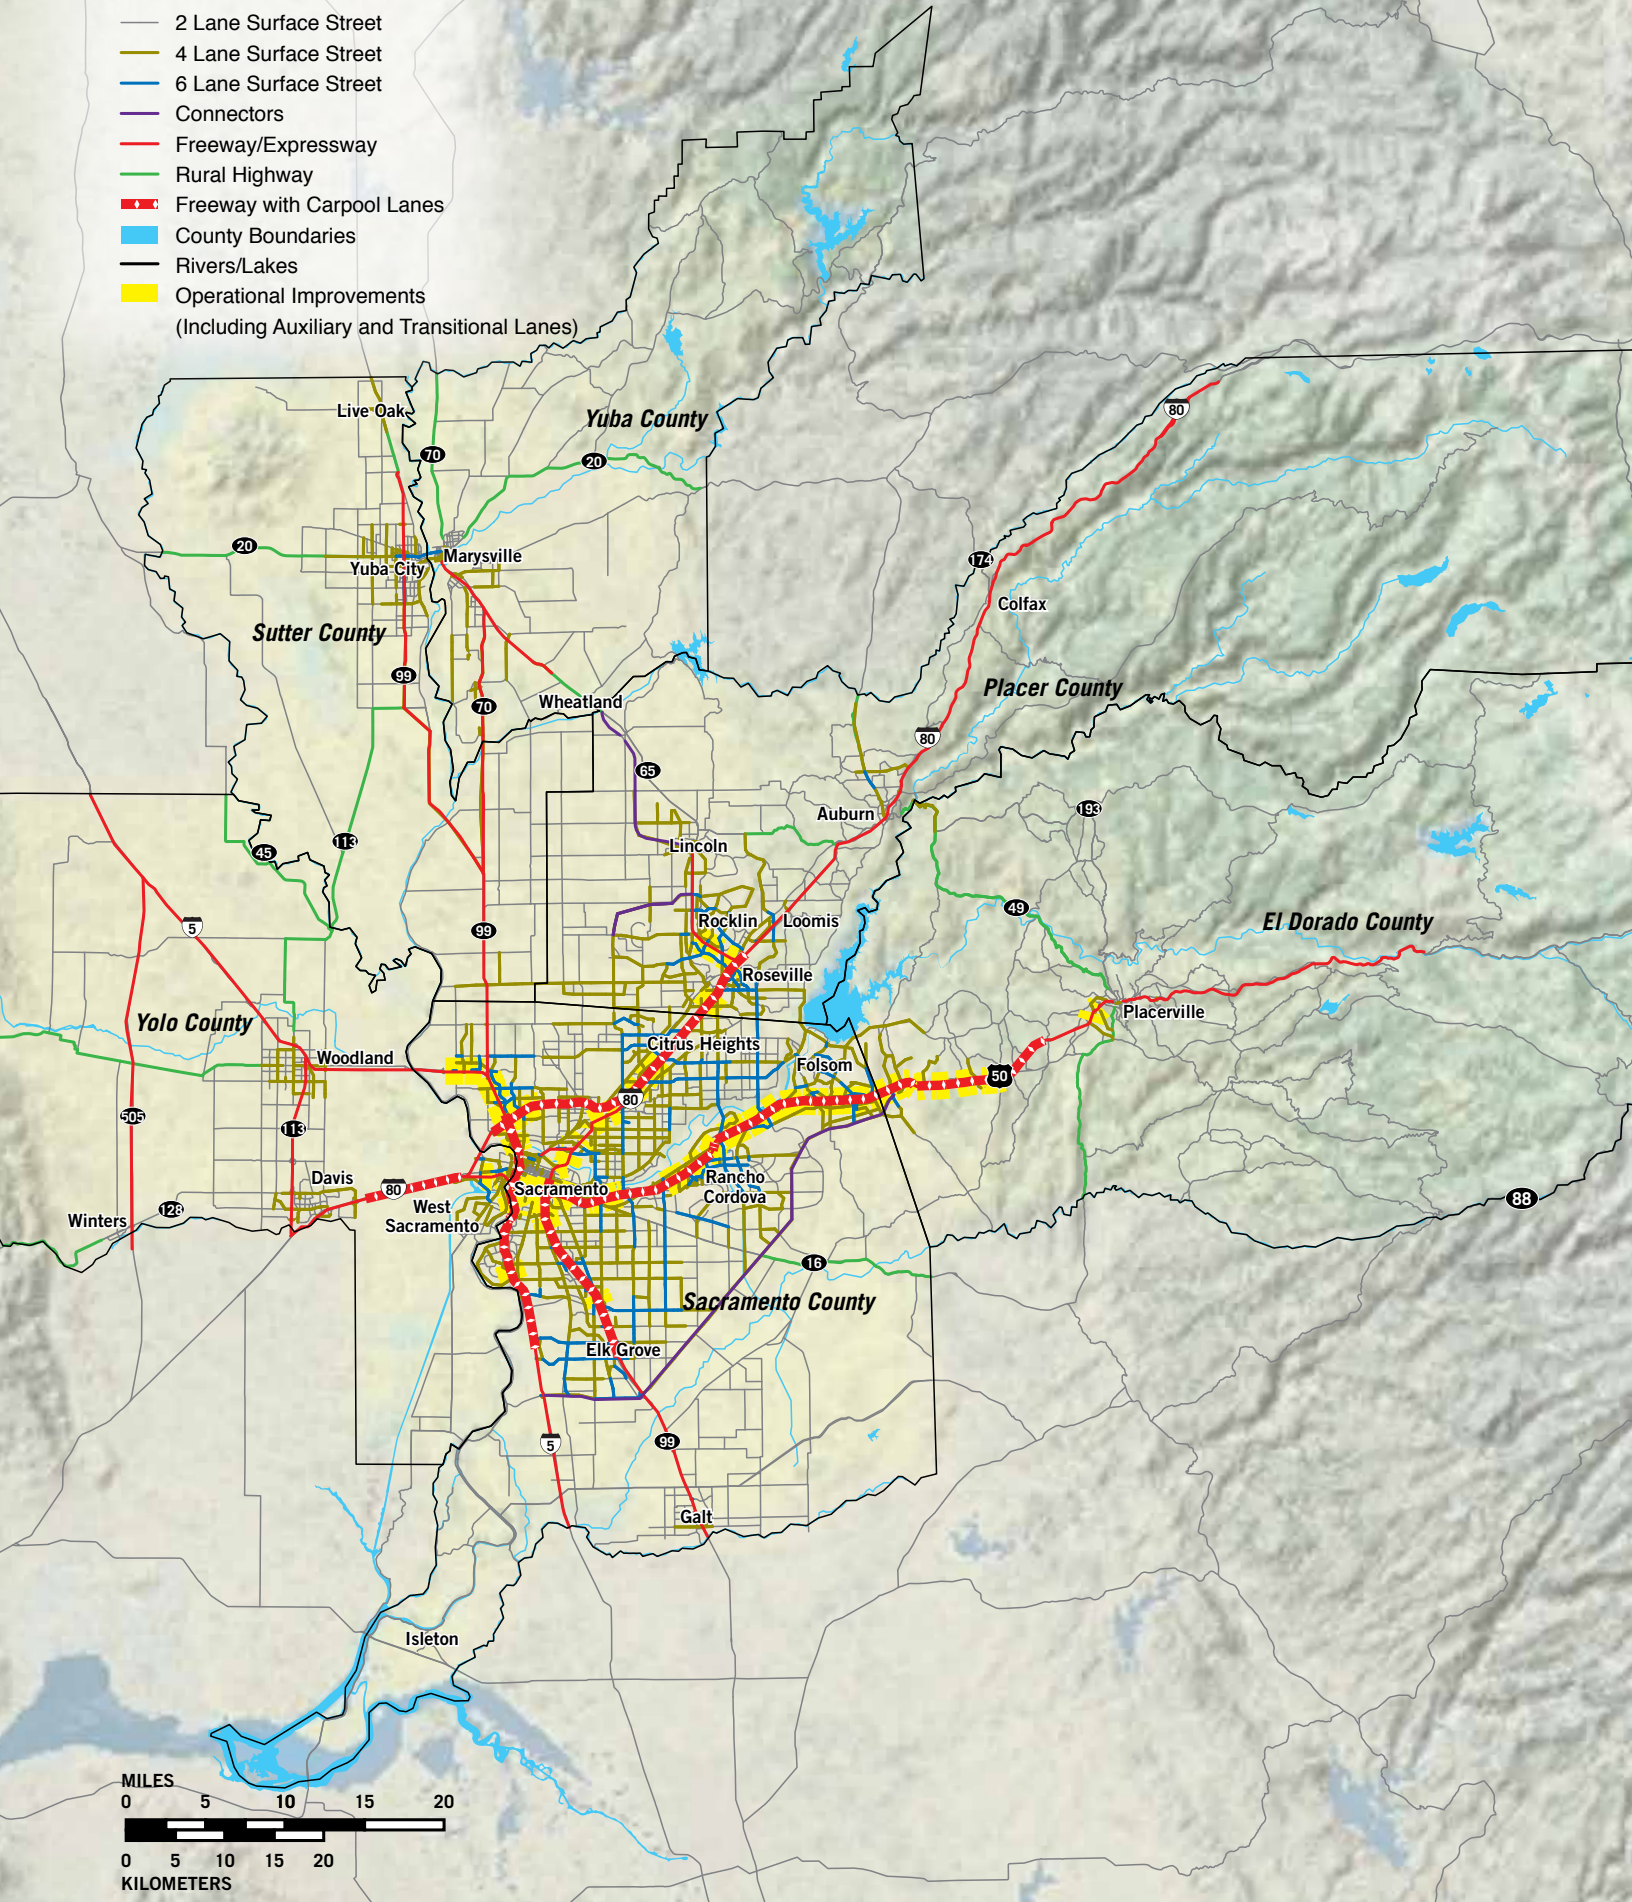 2 Lane Surface Street
4 Lane Surface Street
6 Lane Surface Street
Connectors
Freeway/Expressway
Rural Highway
Freeway with Carpool Lanes
County Boundaries
Rivers/Lakes
Operational Improvements
(Including Auxiliary and Transitional Lanes)
Live Oak
Yuba County
80
70
20
20
Marysville
174
Yuba City
Colfax
Sutter County
99
Placer County
70
Wheatland
80
65
193
Auburn
113
Lincoln
45
49
Rocklin
Loomis
El Dorado County
5
99
Roseville
Placerville
Yolo County
Citrus Heights
Woodland
Folsom
50
80
505
113
Davis
Rancho
Cordova
80
Sacramento
88
128
West
Sacramento
Winters
16
Sacramento County
Elk Grove
5
99
Galt
Isleton
MILES
0 5 10 15 20
0 5 10 15 20
KILOMETERS